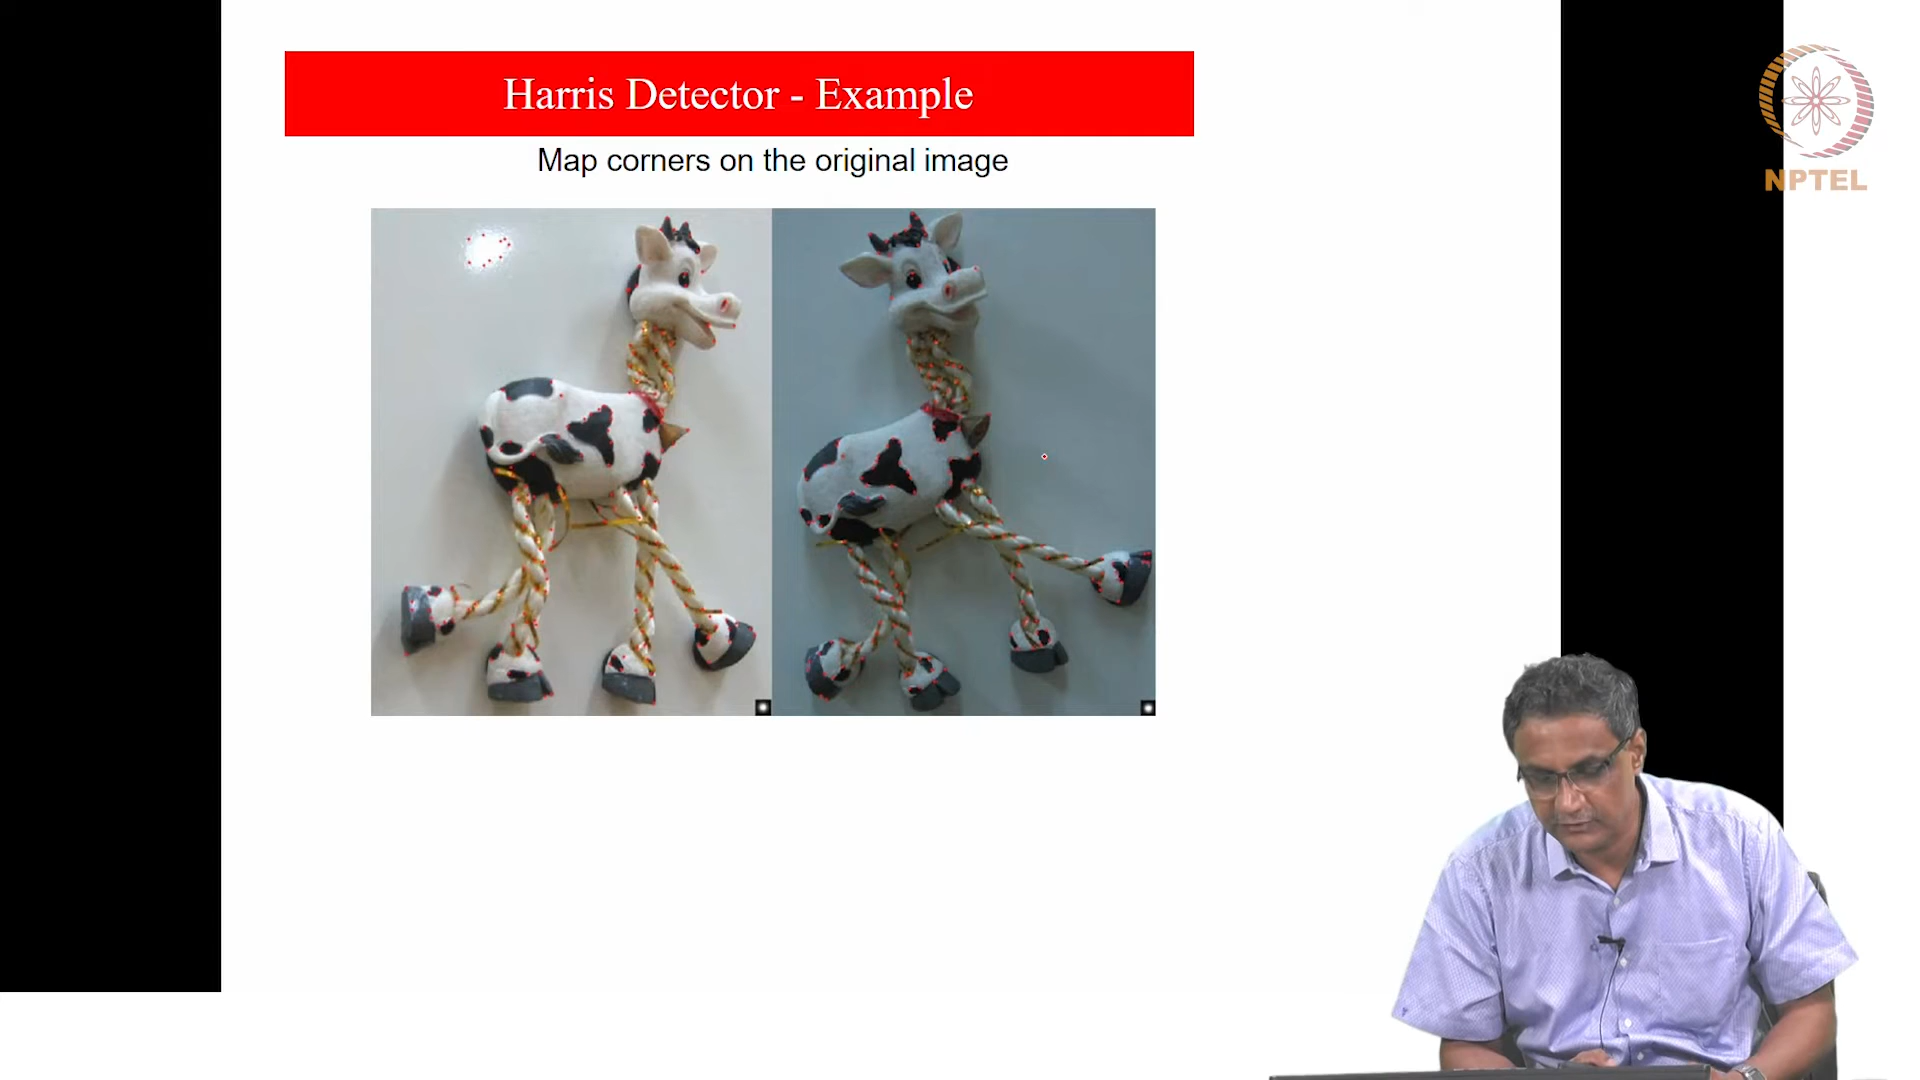 Harris Detector - Example
Map corners on the original image
NPTEL